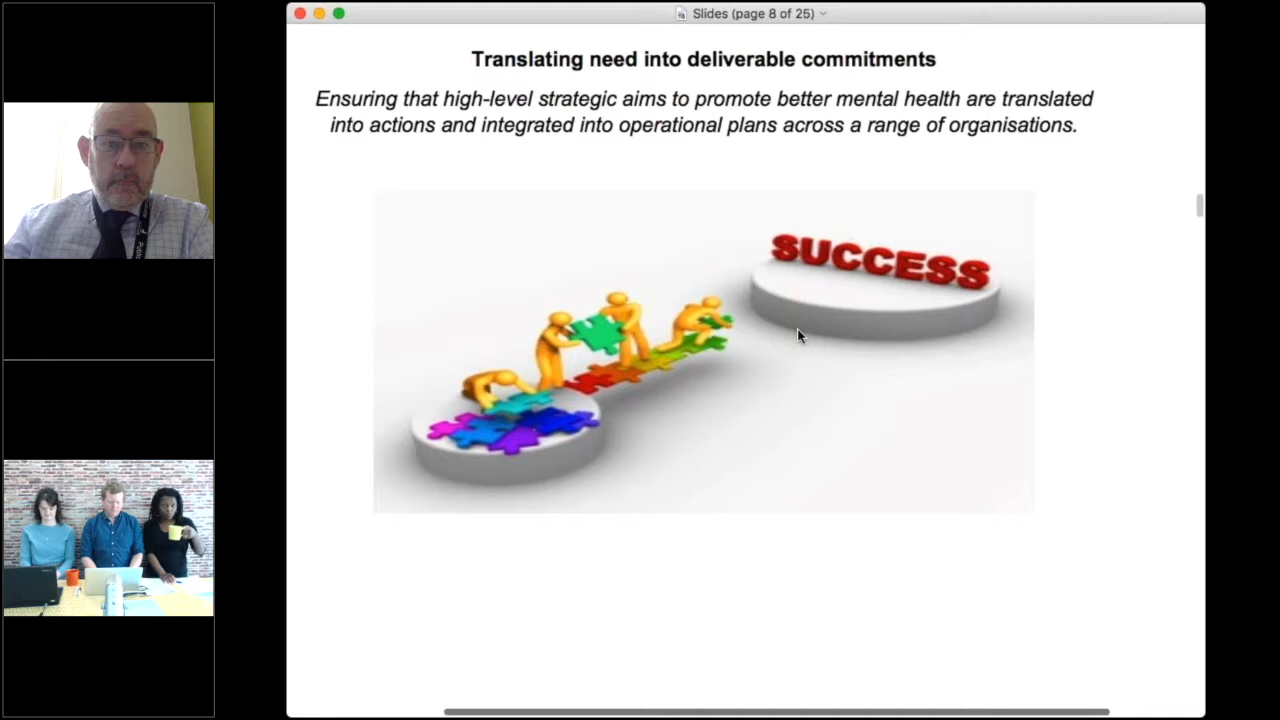 Slides (page 8 of 25)
Translating need into deliverable commitments
Ensuring that high-level strategic aims to promote better mental health are translated
into actions and integrated into operational plans across a range of organisations.
SUCCESS